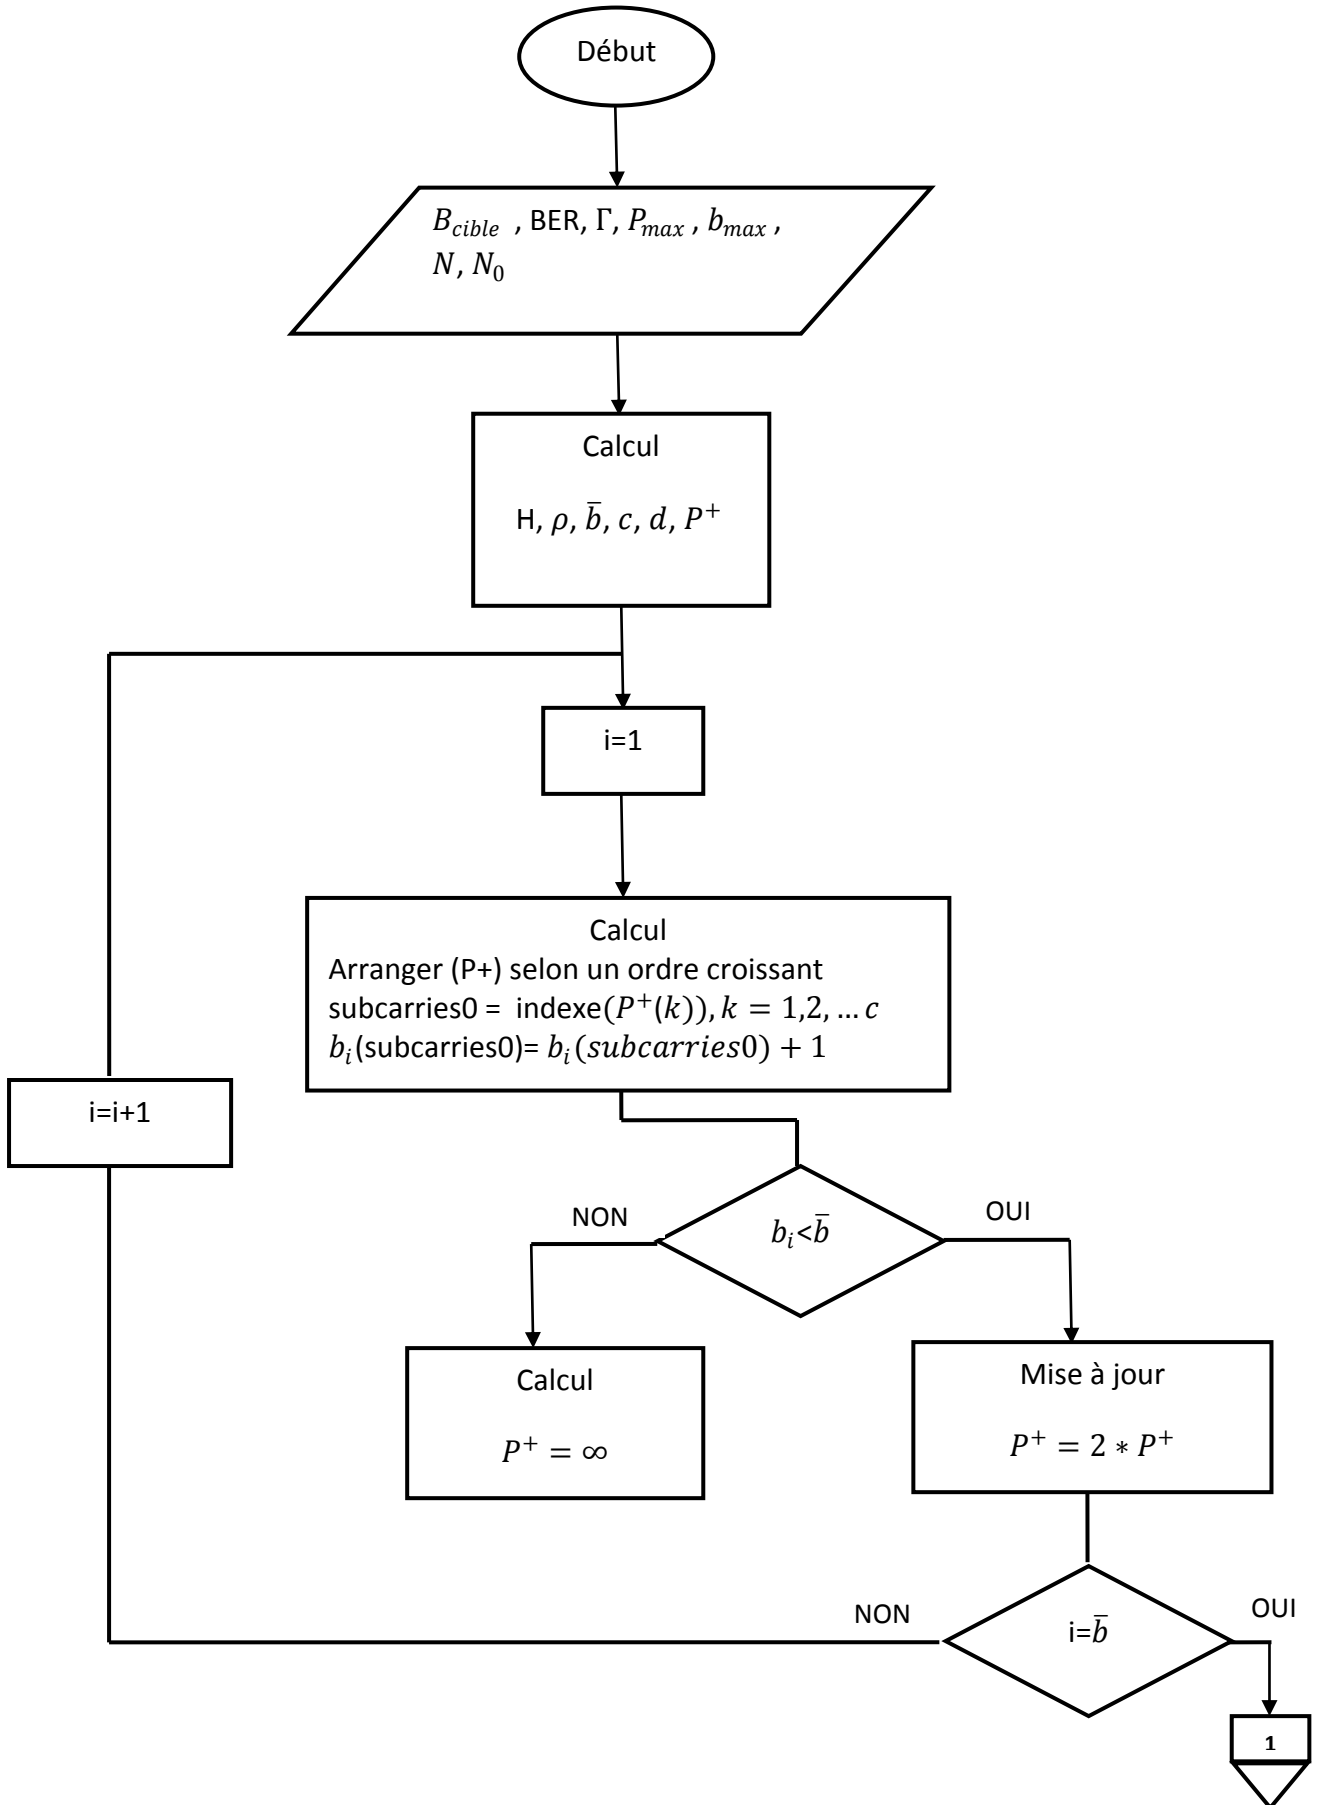 Début
B_cible , BER, Γ, P_max , b_max ,
N, N_0
Calcul
H, ρ, b̄, c, d, P⁺
i=1
Calcul
Arranger (P+) selon un ordre croissant
subcarries0 = indexe(P⁺(k)), k = 1,2, … c
b_i(subcarries0)= b_i(subcarries0) + 1
i=i+1
NON
b_i<b̄
OUI
Calcul
P⁺ = ∞
Mise à jour
P⁺ = 2 ∗ P⁺
NON
i=b̄
OUI
1